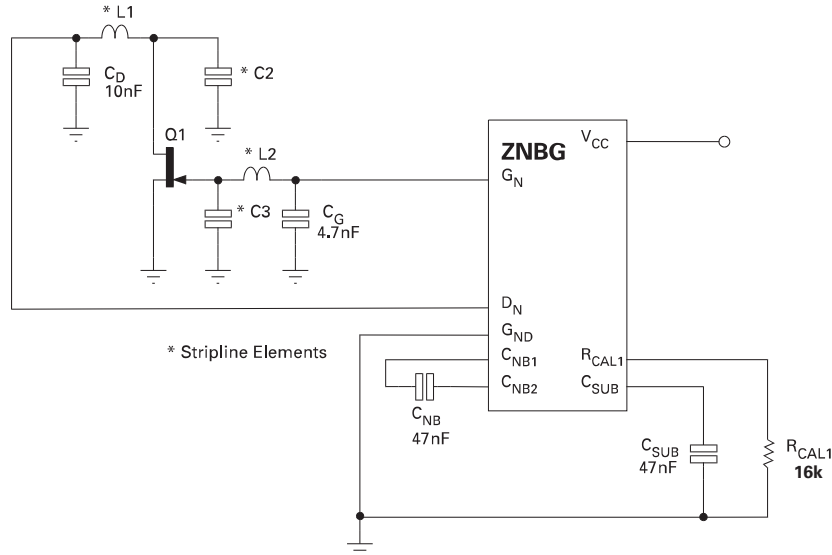 * L1
C_D
10nF
* C2
Q1
* L2
* C3
C_G
4.7nF
ZNBG
V_CC
G_N
D_N
G_ND
C_NB1
C_NB2
R_CAL1
C_SUB
* Stripline Elements
C_NB
47nF
C_SUB
47nF
R_CAL1
16k